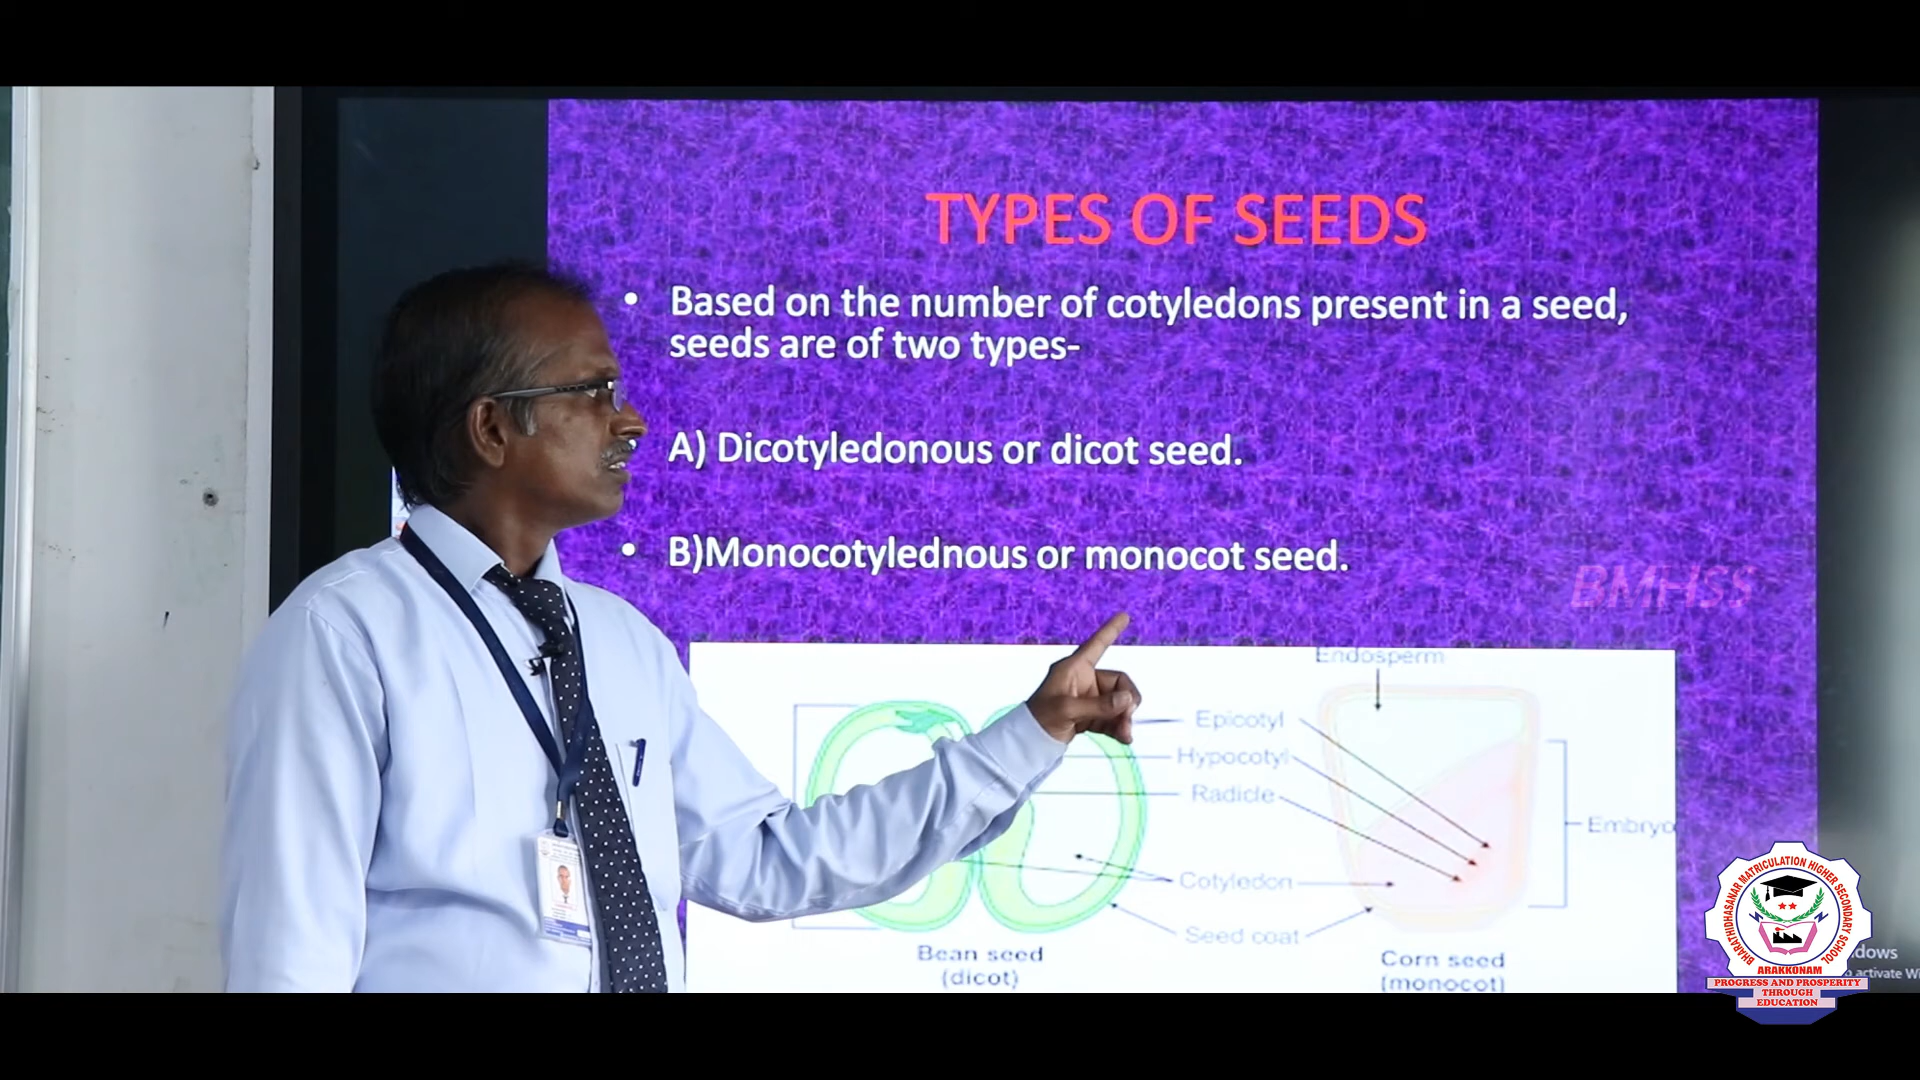 TYPES OF SEEDS
• Based on the number of cotyledons present in a seed,
seeds are of two types-
A) Dicotyledonous or dicot seed.
• B)Monocotylednous or monocot seed.
BMHSS
Endosperm
Epicotyl
Hypocotyl
Radicle
Embryo
Cotyledon
Seed coat
Bean seed
(dicot)
Corn seed
(monocot)
BHARATHIDHASANAR MATRICULATION HIGHER SECONDARY SCHOOL
ARAKKONAM
PROGRESS AND PROSPERITY
THROUGH
EDUCATION
activate